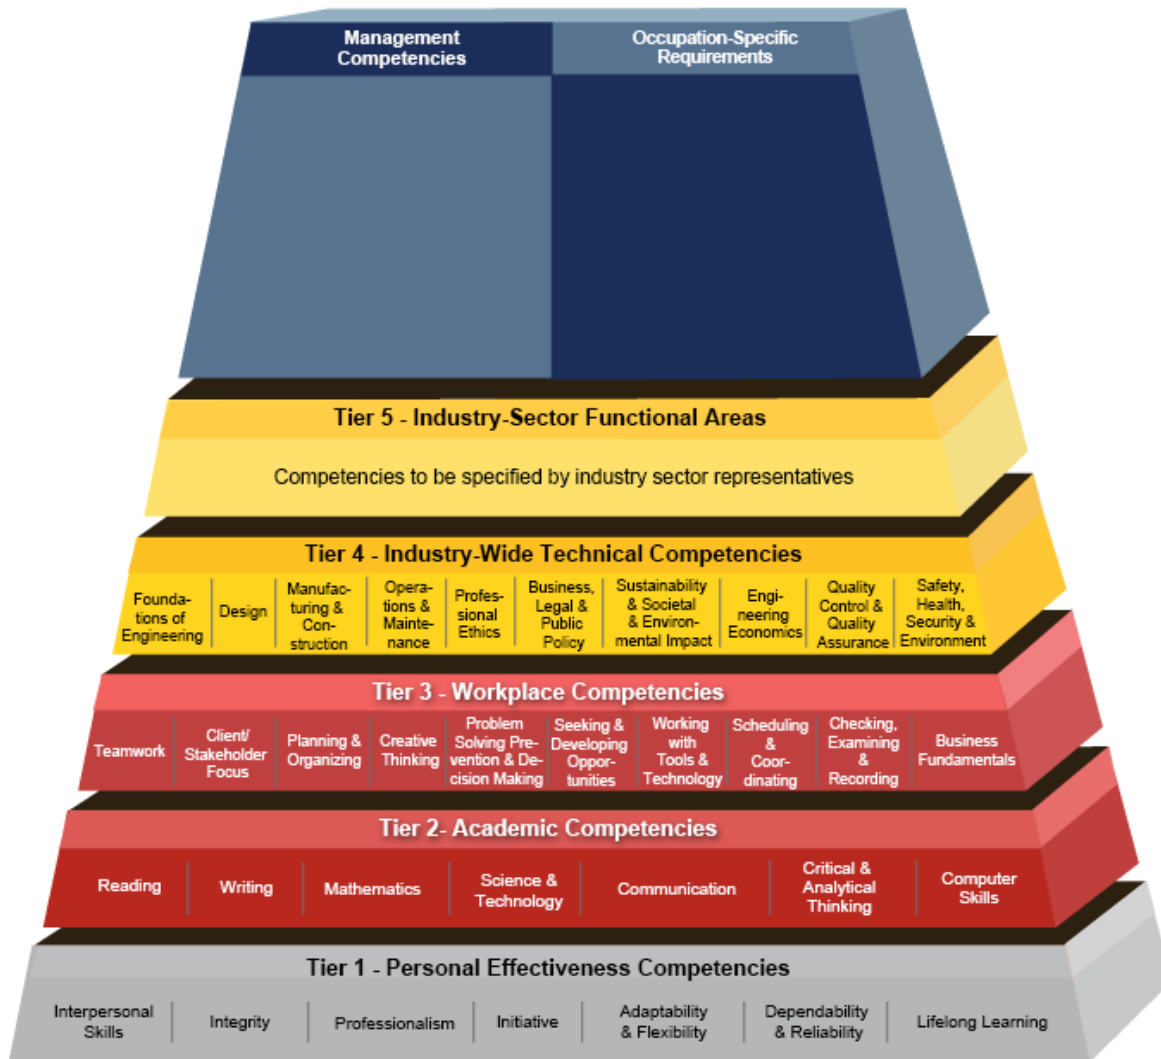 Management
Competencies
Occupation-Specific
Requirements
Tier 5 - Industry-Sector Functional Areas
Competencies to be specified by industry sector representatives
Tier 4 - Industry-Wide Technical Competencies
Founda-
tions of
Engineering
Design
Manufac-
turing &
Con-
struction
Opera-
tions &
Mainte-
nance
Profes-
sional
Ethics
Business,
Legal &
Public
Policy
Sustainability
& Societal
& Environ-
mental Impact
Engi-
neering
Economics
Quality
Control &
Quality
Assurance
Safety,
Health,
Security &
Environment
Tier 3 - Workplace Competencies
Teamwork
Client/
Stakeholder
Focus
Planning &
Organizing
Creative
Thinking
Problem
Solving Pre-
vention & De-
cision Making
Seeking &
Developing
Oppor-
tunities
Working
with
Tools &
Technology
Scheduling
&
Coor-
dinating
Checking,
Examining
&
Recording
Business
Fundamentals
Tier 2- Academic Competencies
Reading
Writing
Mathematics
Science &
Technology
Communication
Critical &
Analytical
Thinking
Computer
Skills
Tier 1 - Personal Effectiveness Competencies
Interpersonal
Skills
Integrity
Professionalism
Initiative
Adaptability
& Flexibility
Dependability
& Reliability
Lifelong Learning